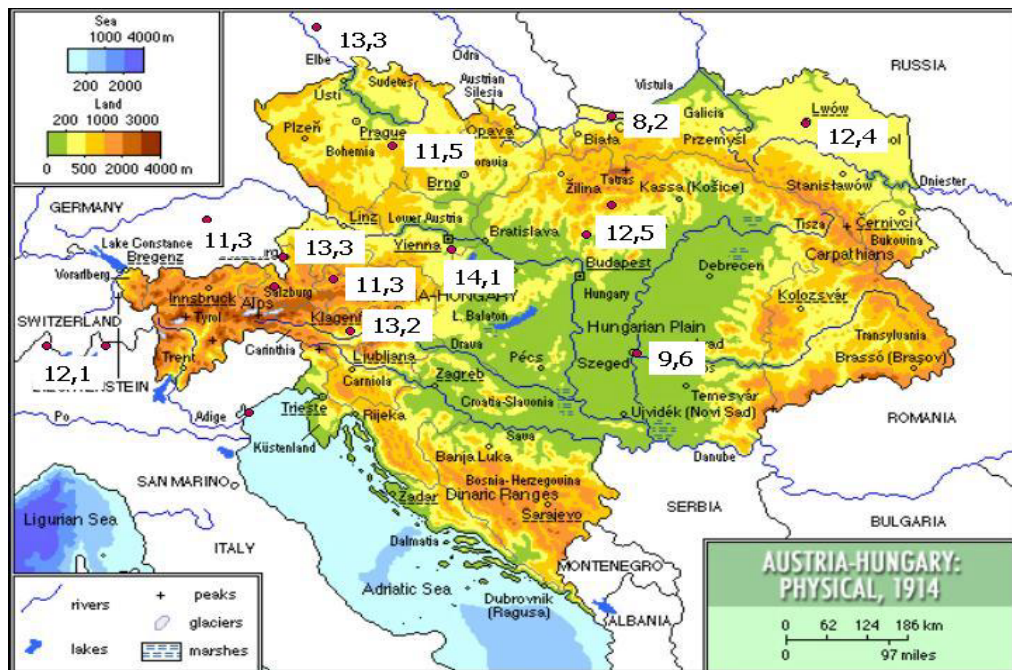 Sea
1000 4000 m
200 2000
Land
200 1000 3000
0 500 2000 4000 m
13,3
Elbe
Sudetes
Ústí
Odra
Austrian
Silesia
Vistula
RUSSIA
Plzeň
Prague
Bohemia
11,5
Opava
Brno
8,2
Biała
Galicia
Przemyśl
Lwów
12,4
Tatras
Žilina
Kassa (Košice)
Stanisławów
Dniester
GERMANY
Linz
Lower Austria
Vienna
Bratislava
12,5
Tisza
Černivci
Bukovina
Carpathians
Lake Constance
Bregenz
Vorarlberg
11,3
13,3
14,1
11,3
Budapest
Hungary
Debrecen
Kolozsvár
Innsbruck
Salzburg
Alps
Tyrol
A-HUNGARY
L. Balaton
Hungarian Plain
Transylvania
SWITZERLAND
Klagenf
13,2
Carinthia
Drava
Pécs
Szeged
9,6
Brassó (Brașov)
12,1
Trent
Ljubljana
Carniola
Zagreb
Croatia-Slavonia
Temesvár
Ujvidék (Novi Sad)
Po
Adige
Trieste
Rijeka
Küstenland
Sava
Danube
ROMANIA
Banja Luka
Bosnia-Herzegovina
SAN MARINO
Zadar
Dinaric Ranges
Sarajevo
SERBIA
Ligurian Sea
ITALY
Dalmatia
BULGARIA
Adriatic Sea
MONTENEGRO
Dubrovnik
(Ragusa)
ALBANIA
rivers
peaks
glaciers
lakes
marshes
AUSTRIA-HUNGARY:
PHYSICAL, 1914
0 62 124 186 km
0 97 miles